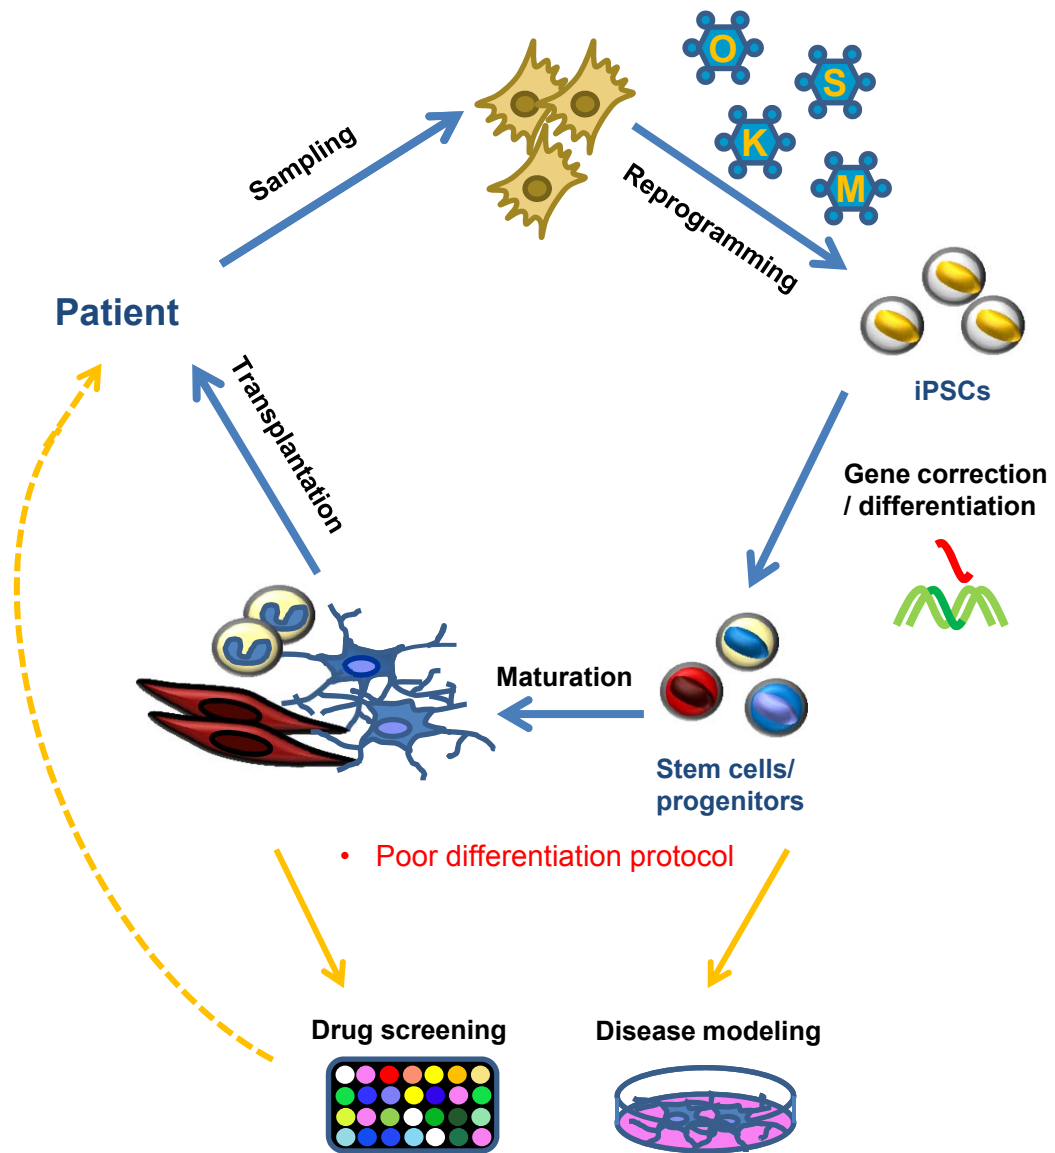 O
S
K
M
Sampling
Reprogramming
Patient
iPSCs
Transplantation
Gene correction
/ differentiation
Maturation
Stem cells/
progenitors
• Poor differentiation protocol
Drug screening
Disease modeling